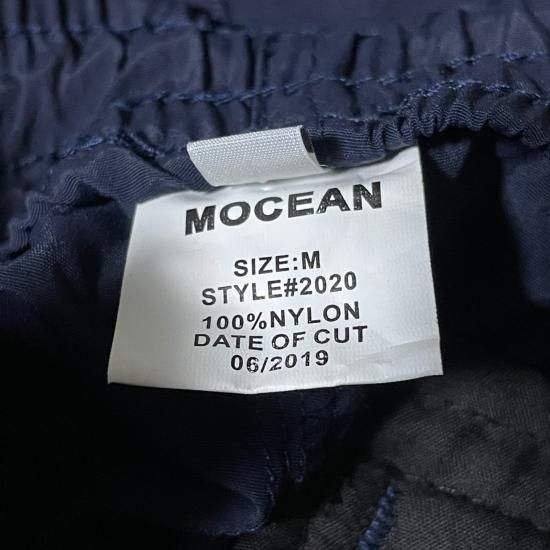 MOCEAN
SIZE:M
STYLE#2020
100%NYLON
DATE OF CUT
06/2019